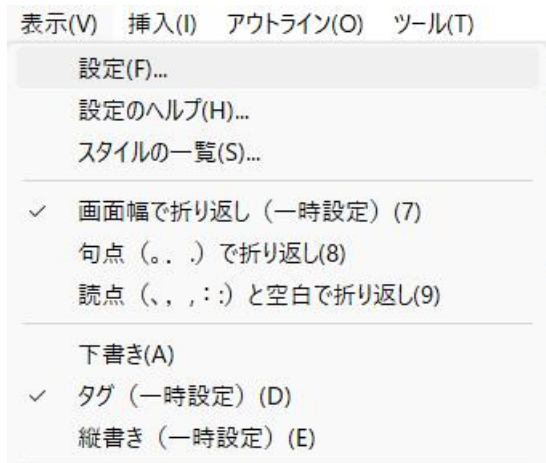 表示(V) 挿入(I) アウトライン(O) ツール(T)
設定(F)...
設定のヘルプ(H)...
スタイルの一覧(S)...
画面幅で折り返し（一時設定）(7)
句点（。．.）で折り返し(8)
読点（、，,：:）と空白で折り返し(9)
下書き(A)
タグ（一時設定）(D)
縦書き（一時設定）(E)